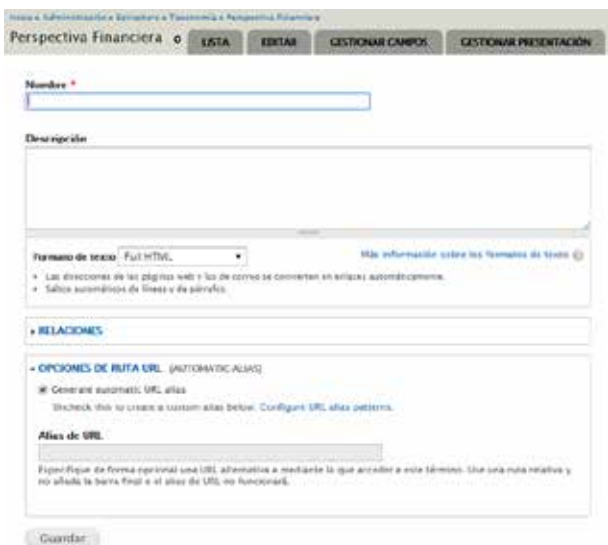 Inicio » Administración » Estructura » Taxonomía » Perspectiva Financiera
Perspectiva Financiera LISTA EDITAR GESTIONAR CAMPOS GESTIONAR PRESENTACIÓN
Nombre *
Descripción
Formato de texto Full HTML Más información sobre los formatos de texto
Las direcciones de las páginas web y las de correo se convierten en enlaces automáticamente.
Saltos automáticos de líneas y de párrafos.
RELACIONES
OPCIONES DE RUTA URL (AUTOMATIC ALIAS)
Generate automatic URL alias
Uncheck this to create a custom alias below. Configure URL alias patterns.
Alias de URL
Especifique de forma opcional una URL alternativa mediante la que acceder a este término. Use una ruta relativa y
no añada la barra final o el alias de URL no funcionará.
Guardar